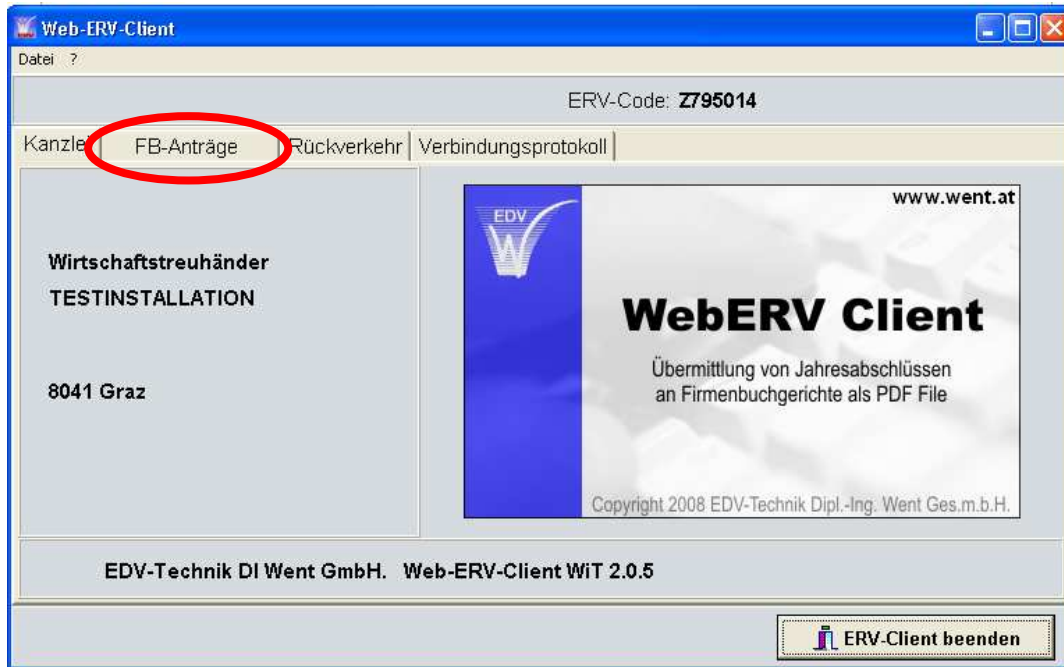 Web-ERV-Client
Datei ?
ERV-Code: Z795014
Kanzlei FB-Anträge Rückverkehr Verbindungsprotokoll
Wirtschaftstreuhänder
TESTINSTALLATION
8041 Graz
EDV
W
www.went.at
WebERV Client
Übermittlung von Jahresabschlüssen
an Firmenbuchgerichte als PDF File
Copyright 2008 EDV-Technik Dipl.-Ing. Went Ges.m.b.H.
EDV-Technik DI Went GmbH. Web-ERV-Client WiT 2.0.5
ERV-Client beenden